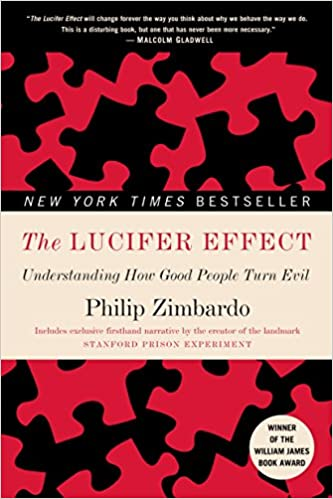 “The Lucifer Effect will change forever the way you think about why we behave the way we do.
This is a disturbing book, but one that has never been more necessary.”
— MALCOLM GLADWELL
NEW YORK TIMES BESTSELLER
The LUCIFER EFFECT
Understanding How Good People Turn Evil
Philip Zimbardo
Includes exclusive firsthand narrative by the creator of the landmark
STANFORD PRISON EXPERIMENT
WINNER
OF THE
WILLIAM JAMES
BOOK AWARD